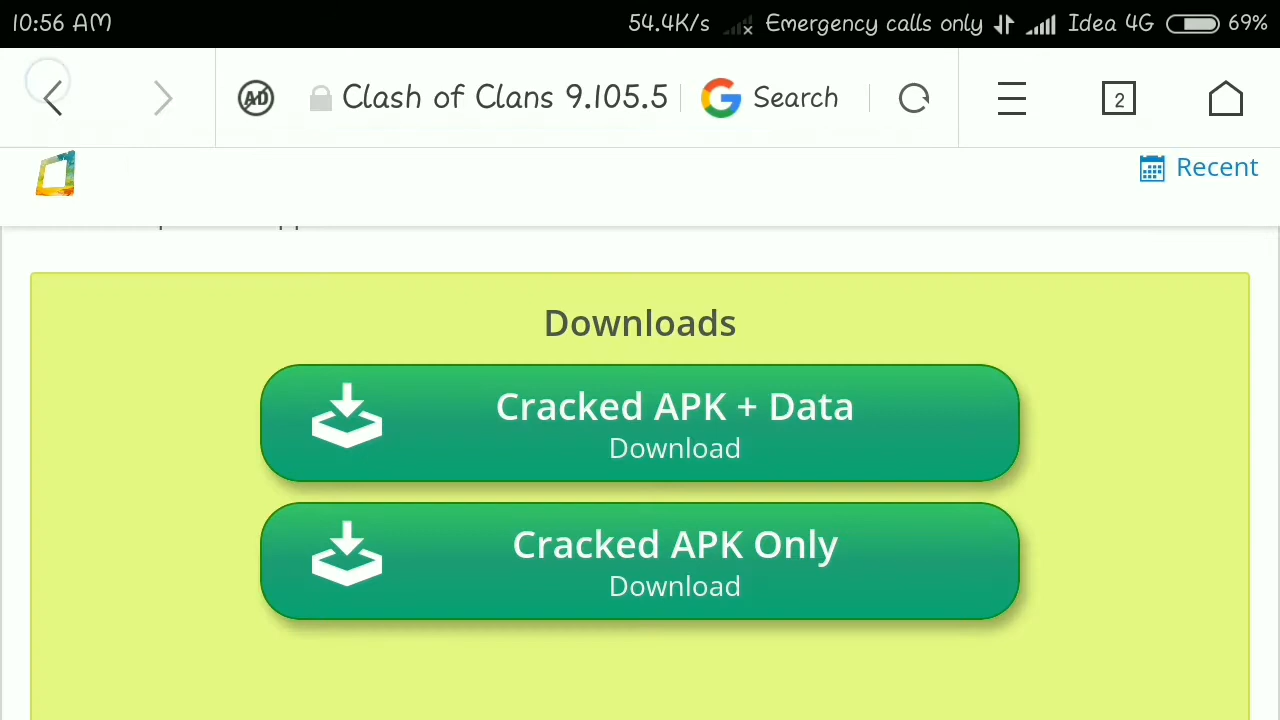 10:56 AM 54.4K/s Emergency calls only Idea 4G 69%
AD Clash of Clans 9.105.5 Search 2
Recent
Downloads
Cracked APK + Data
Download
Cracked APK Only
Download